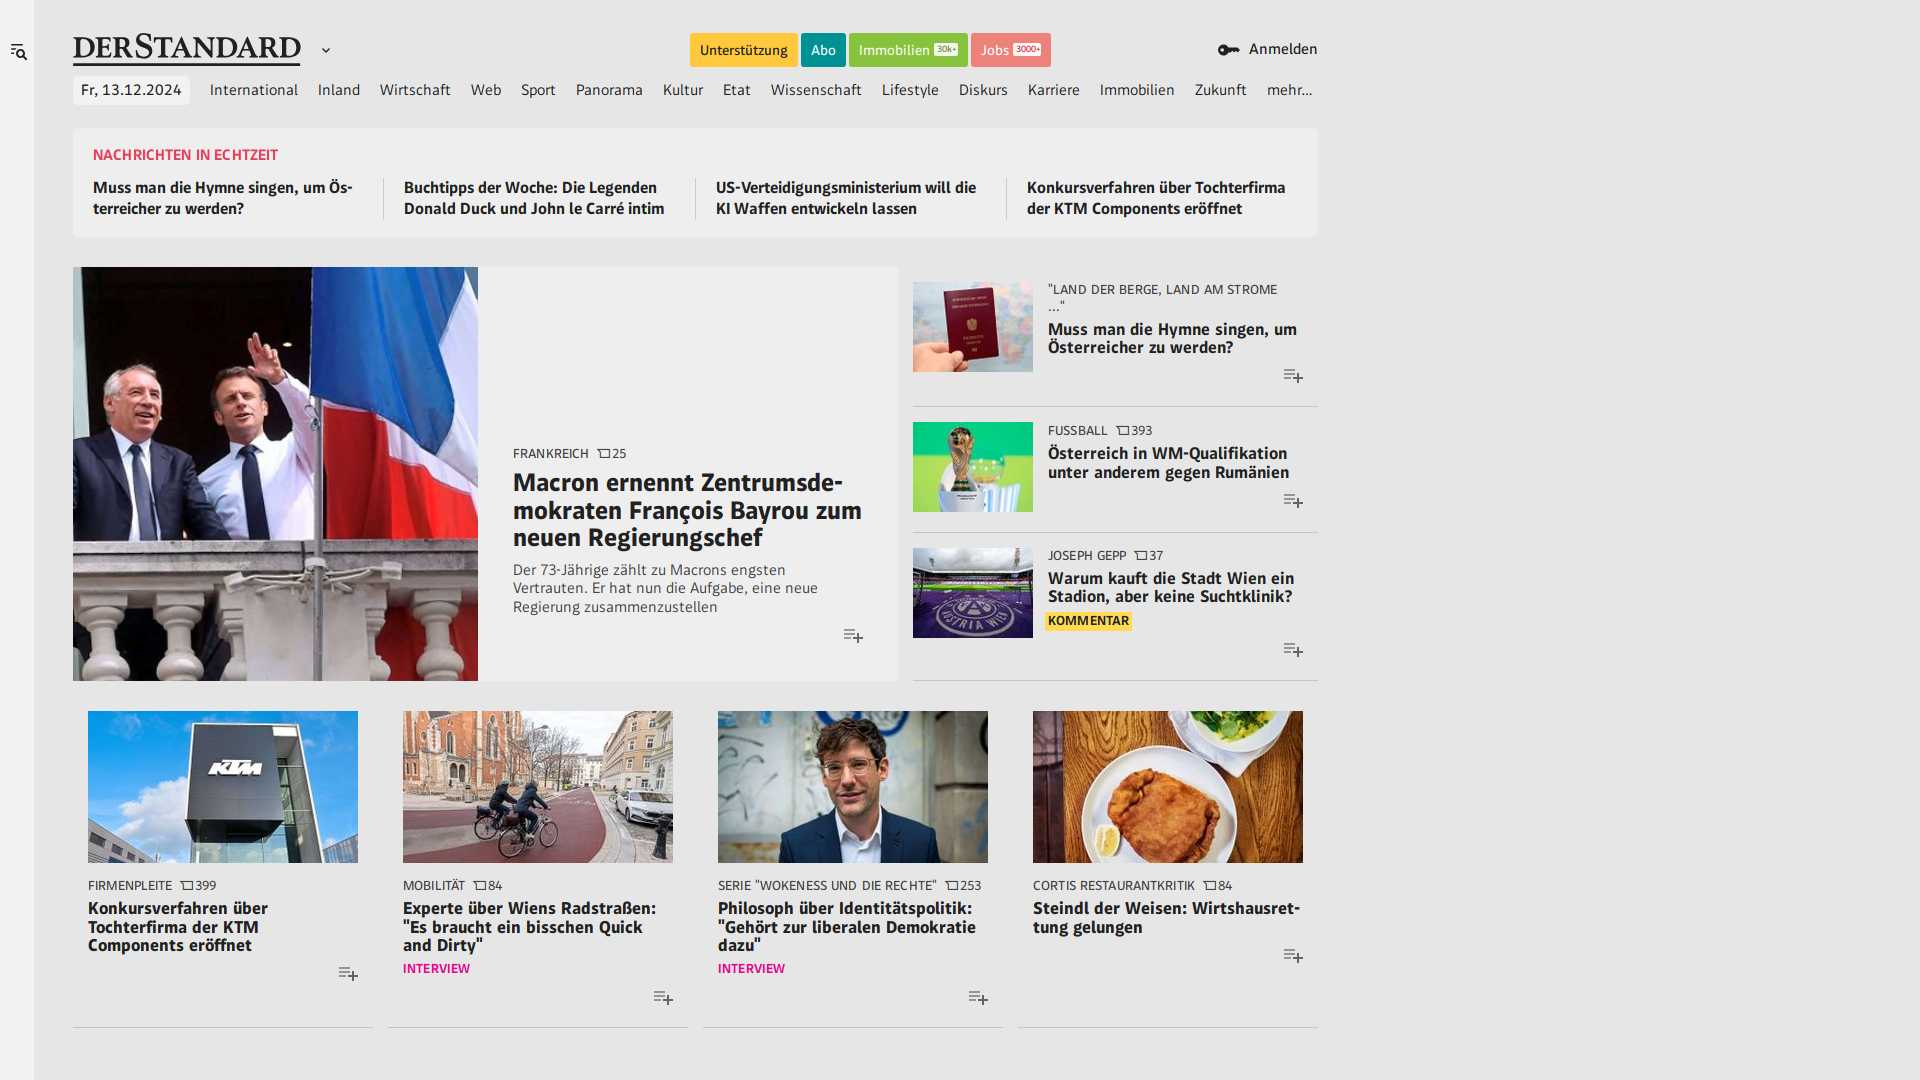 DERSTANDARD
Unterstützung
Abo
Immobilien 30k+
Jobs 3000+
Anmelden
Fr, 13.12.2024
International
Inland
Wirtschaft
Web
Sport
Panorama
Kultur
Etat
Wissenschaft
Lifestyle
Diskurs
Karriere
Immobilien
Zukunft
mehr…
NACHRICHTEN IN ECHTZEIT
Muss man die Hymne singen, um Ös-
terreicher zu werden?
Buchtipps der Woche: Die Legenden
Donald Duck und John le Carré intim
US-Verteidigungsministerium will die
KI Waffen entwickeln lassen
Konkursverfahren über Tochterfirma
der KTM Components eröffnet
FRANKREICH 25
Macron ernennt Zentrumsde-
mokraten François Bayrou zum
neuen Regierungschef
Der 73-Jährige zählt zu Macrons engsten
Vertrauten. Er hat nun die Aufgabe, eine neue
Regierung zusammenzustellen
"LAND DER BERGE, LAND AM STROME
..."
Muss man die Hymne singen, um
Österreicher zu werden?
FUSSBALL 393
Österreich in WM-Qualifikation
unter anderem gegen Rumänien
AUSTRIA WIEN
JOSEPH GEPP 37
Warum kauft die Stadt Wien ein
Stadion, aber keine Suchtklinik?
KOMMENTAR
KTM
FIRMENPLEITE 399
Konkursverfahren über
Tochterfirma der KTM
Components eröffnet
MOBILITÄT 84
Experte über Wiens Radstraßen:
"Es braucht ein bisschen Quick
and Dirty"
INTERVIEW
SERIE "WOKENESS UND DIE RECHTE" 253
Philosoph über Identitätspolitik:
"Gehört zur liberalen Demokratie
dazu"
INTERVIEW
CORTIS RESTAURANTKRITIK 84
Steindl der Weisen: Wirtshausret-
tung gelungen